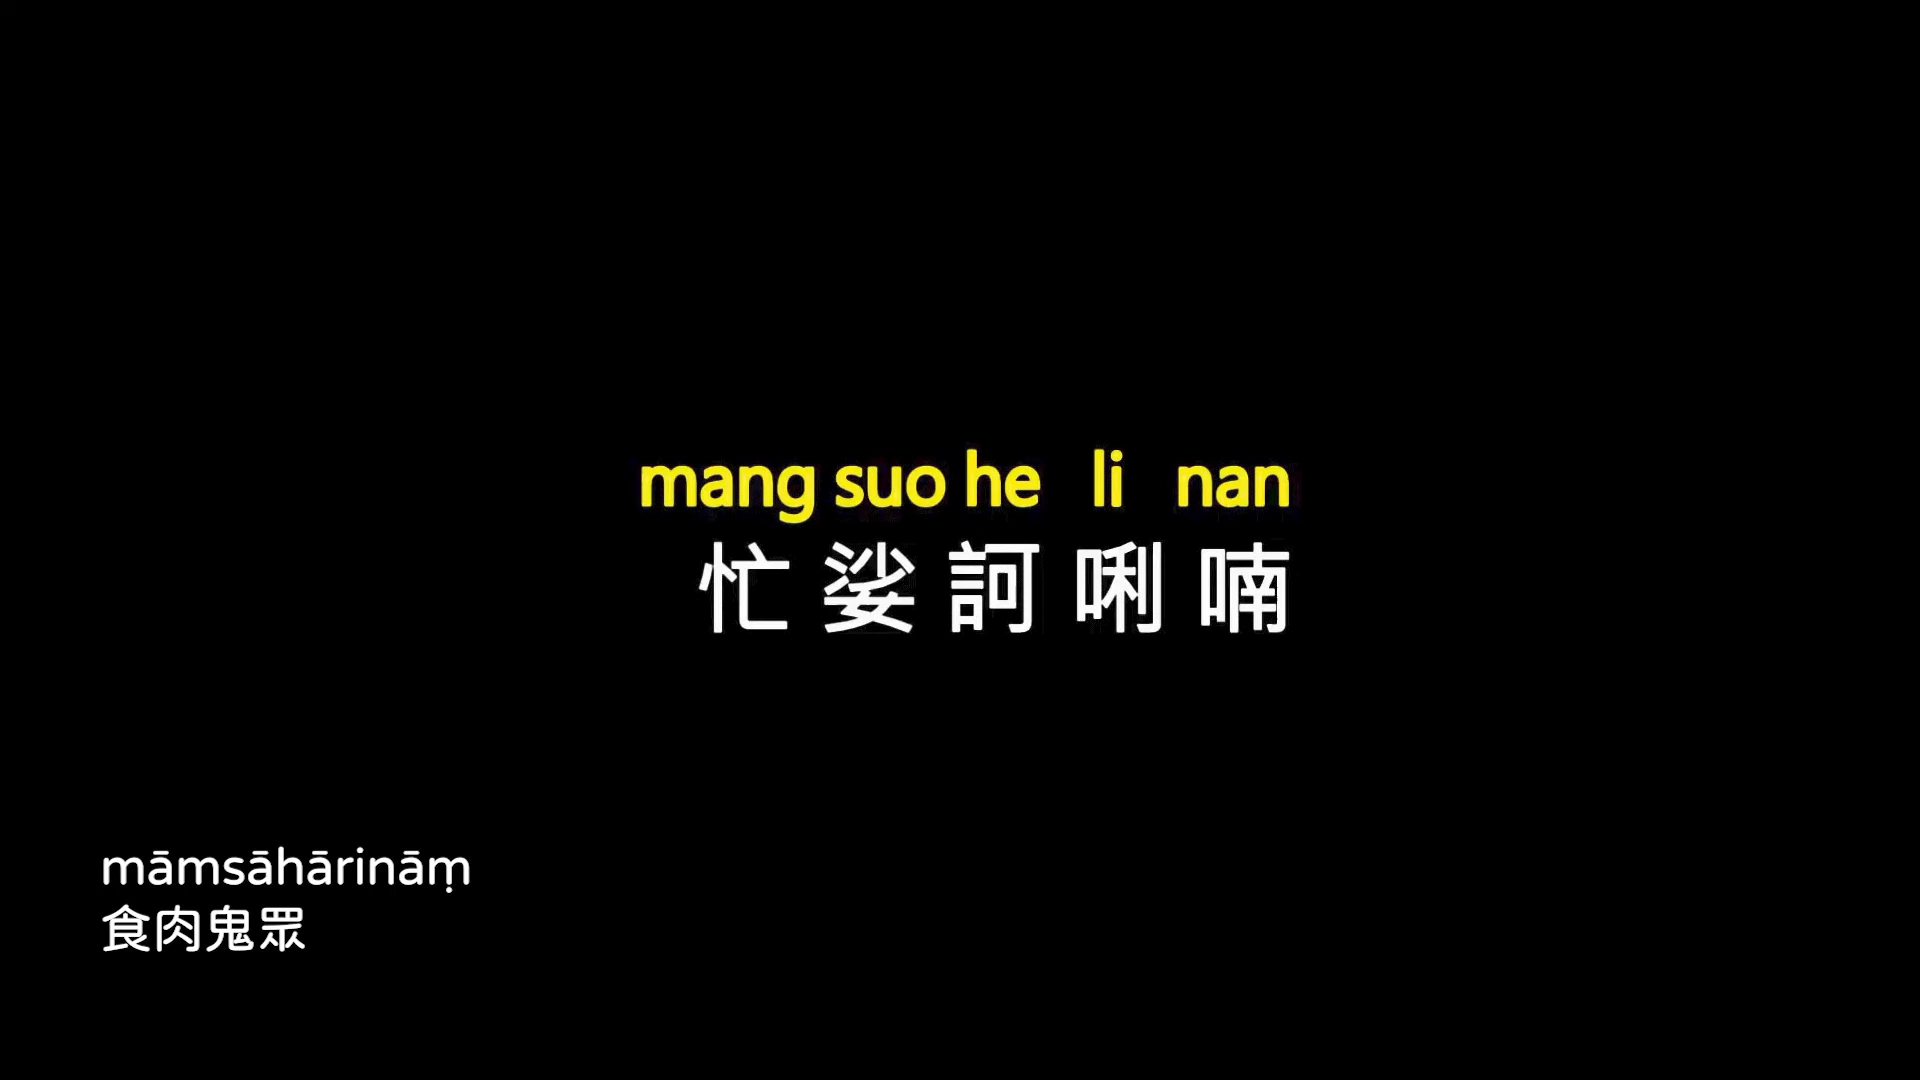 mang suo he li nan
忙 娑 訶 唎 喃
māmsāhārināṃ
食肉鬼眾